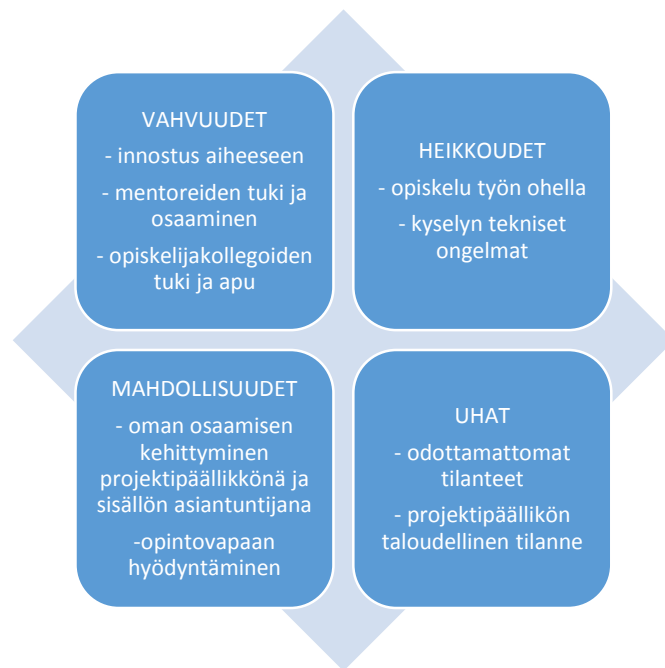 VAHVUUDET
- innostus aiheeseen
- mentoreiden tuki ja
osaaminen
- opiskelijakollegoiden
tuki ja apu
HEIKKOUDET
- opiskelu työn ohella
- kyselyn tekniset
ongelmat
MAHDOLLISUUDET
- oman osaamisen
kehittyminen
projektipäällikkönä ja
sisällön asiantuntijana
-opintovapaan
hyödyntäminen
UHAT
- odottamattomat
tilanteet
- projektipäällikön
taloudellinen tilanne